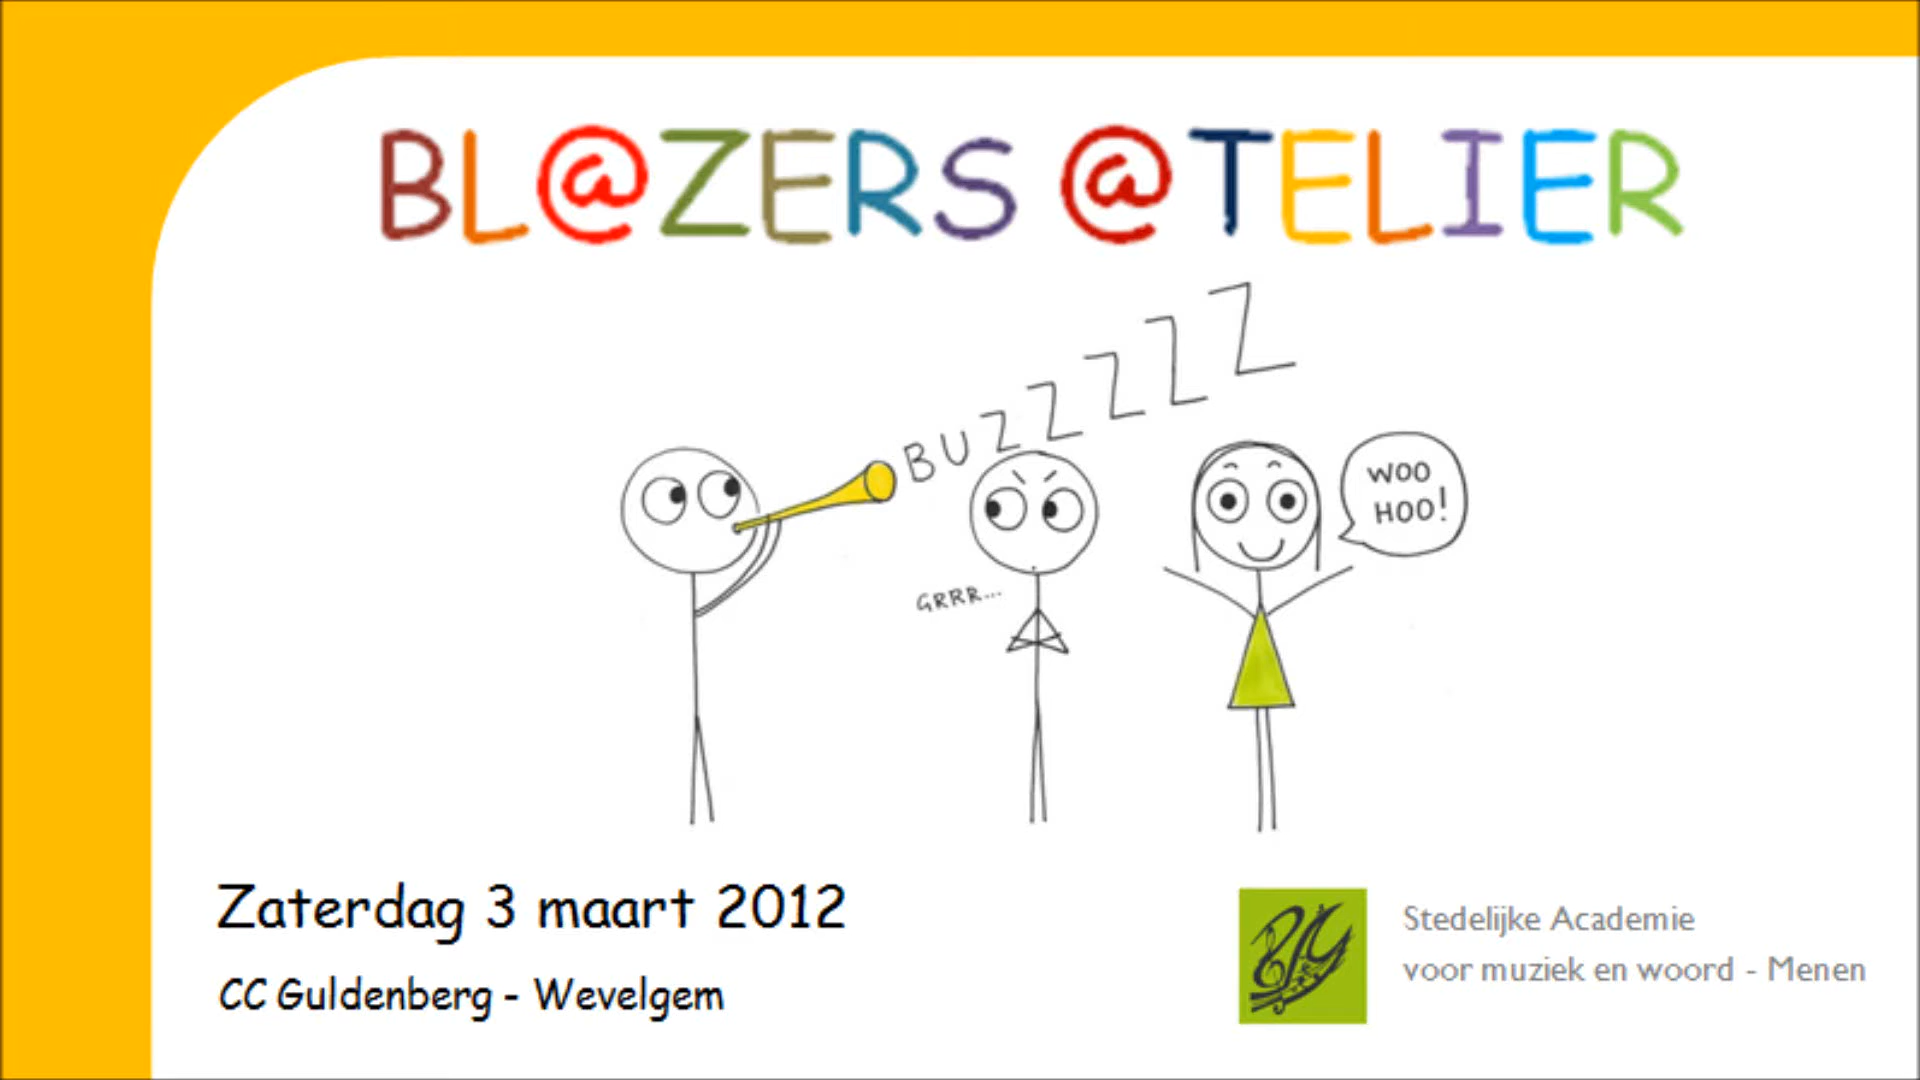 BL@ZERS @TELIER
BUZZZZZ
WOO
HOO!
GRRR...
Zaterdag 3 maart 2012
CC Guldenberg - Wevelgem
Stedelijke Academie
voor muziek en woord - Menen